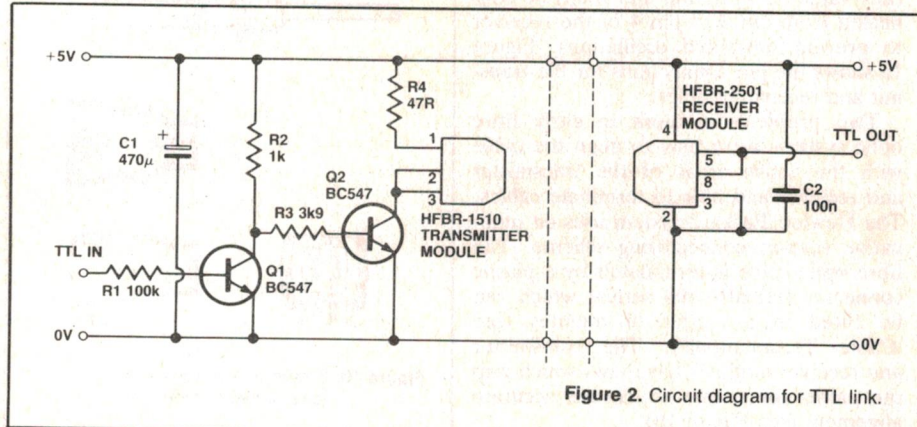 +5V
+5V
R4
47R
HFBR-2501
RECEIVER
MODULE
C1
470μ
+
R2
1k
1
4
TTL OUT
5
Q2
BC547
2
8
R3 3k9
3
3
C2
100n
HFBR-1510
TRANSMITTER
MODULE
2
TTL IN
Q1
BC547
R1 100k
0V
0V
Figure 2. Circuit diagram for TTL link.